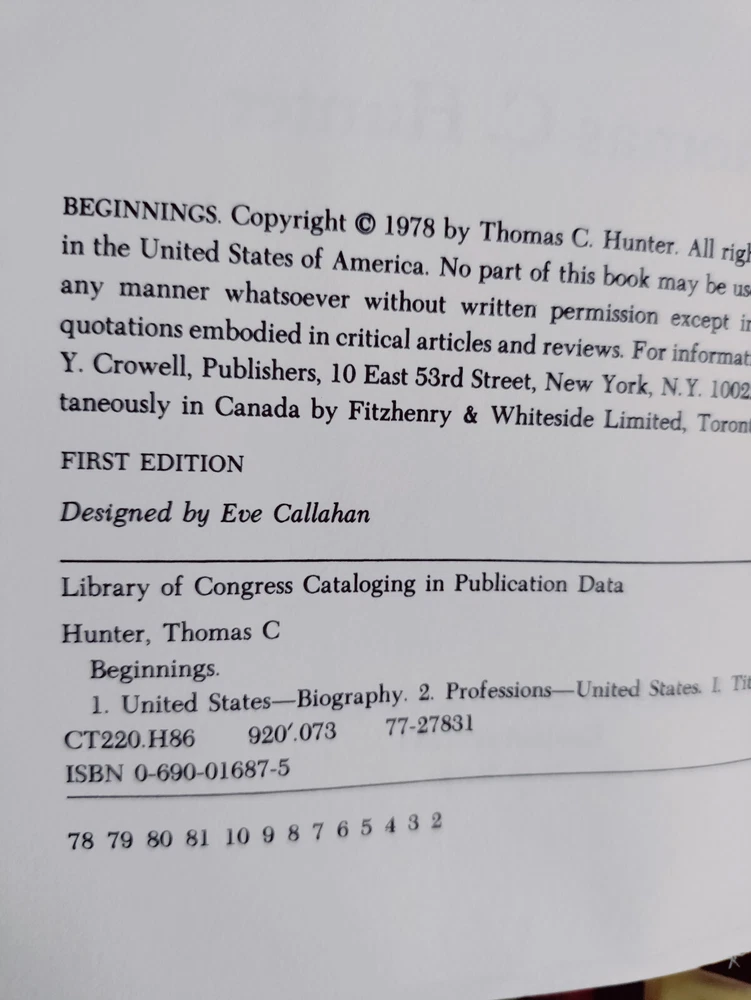 BEGINNINGS. Copyright © 1978 by Thomas C. Hunter. All righ
in the United States of America. No part of this book may be us
any manner whatsoever without written permission except in
quotations embodied in critical articles and reviews. For informat
Y. Crowell, Publishers, 10 East 53rd Street, New York, N.Y. 1002
taneously in Canada by Fitzhenry & Whiteside Limited, Toront
FIRST EDITION
Designed by Eve Callahan
Library of Congress Cataloging in Publication Data
Hunter, Thomas C
Beginnings.
1. United States—Biography. 2. Professions—United States. I. Tit
CT220.H86 920′.073 77-27831
ISBN 0-690-01687-5
78 79 80 81 10 9 8 7 6 5 4 3 2